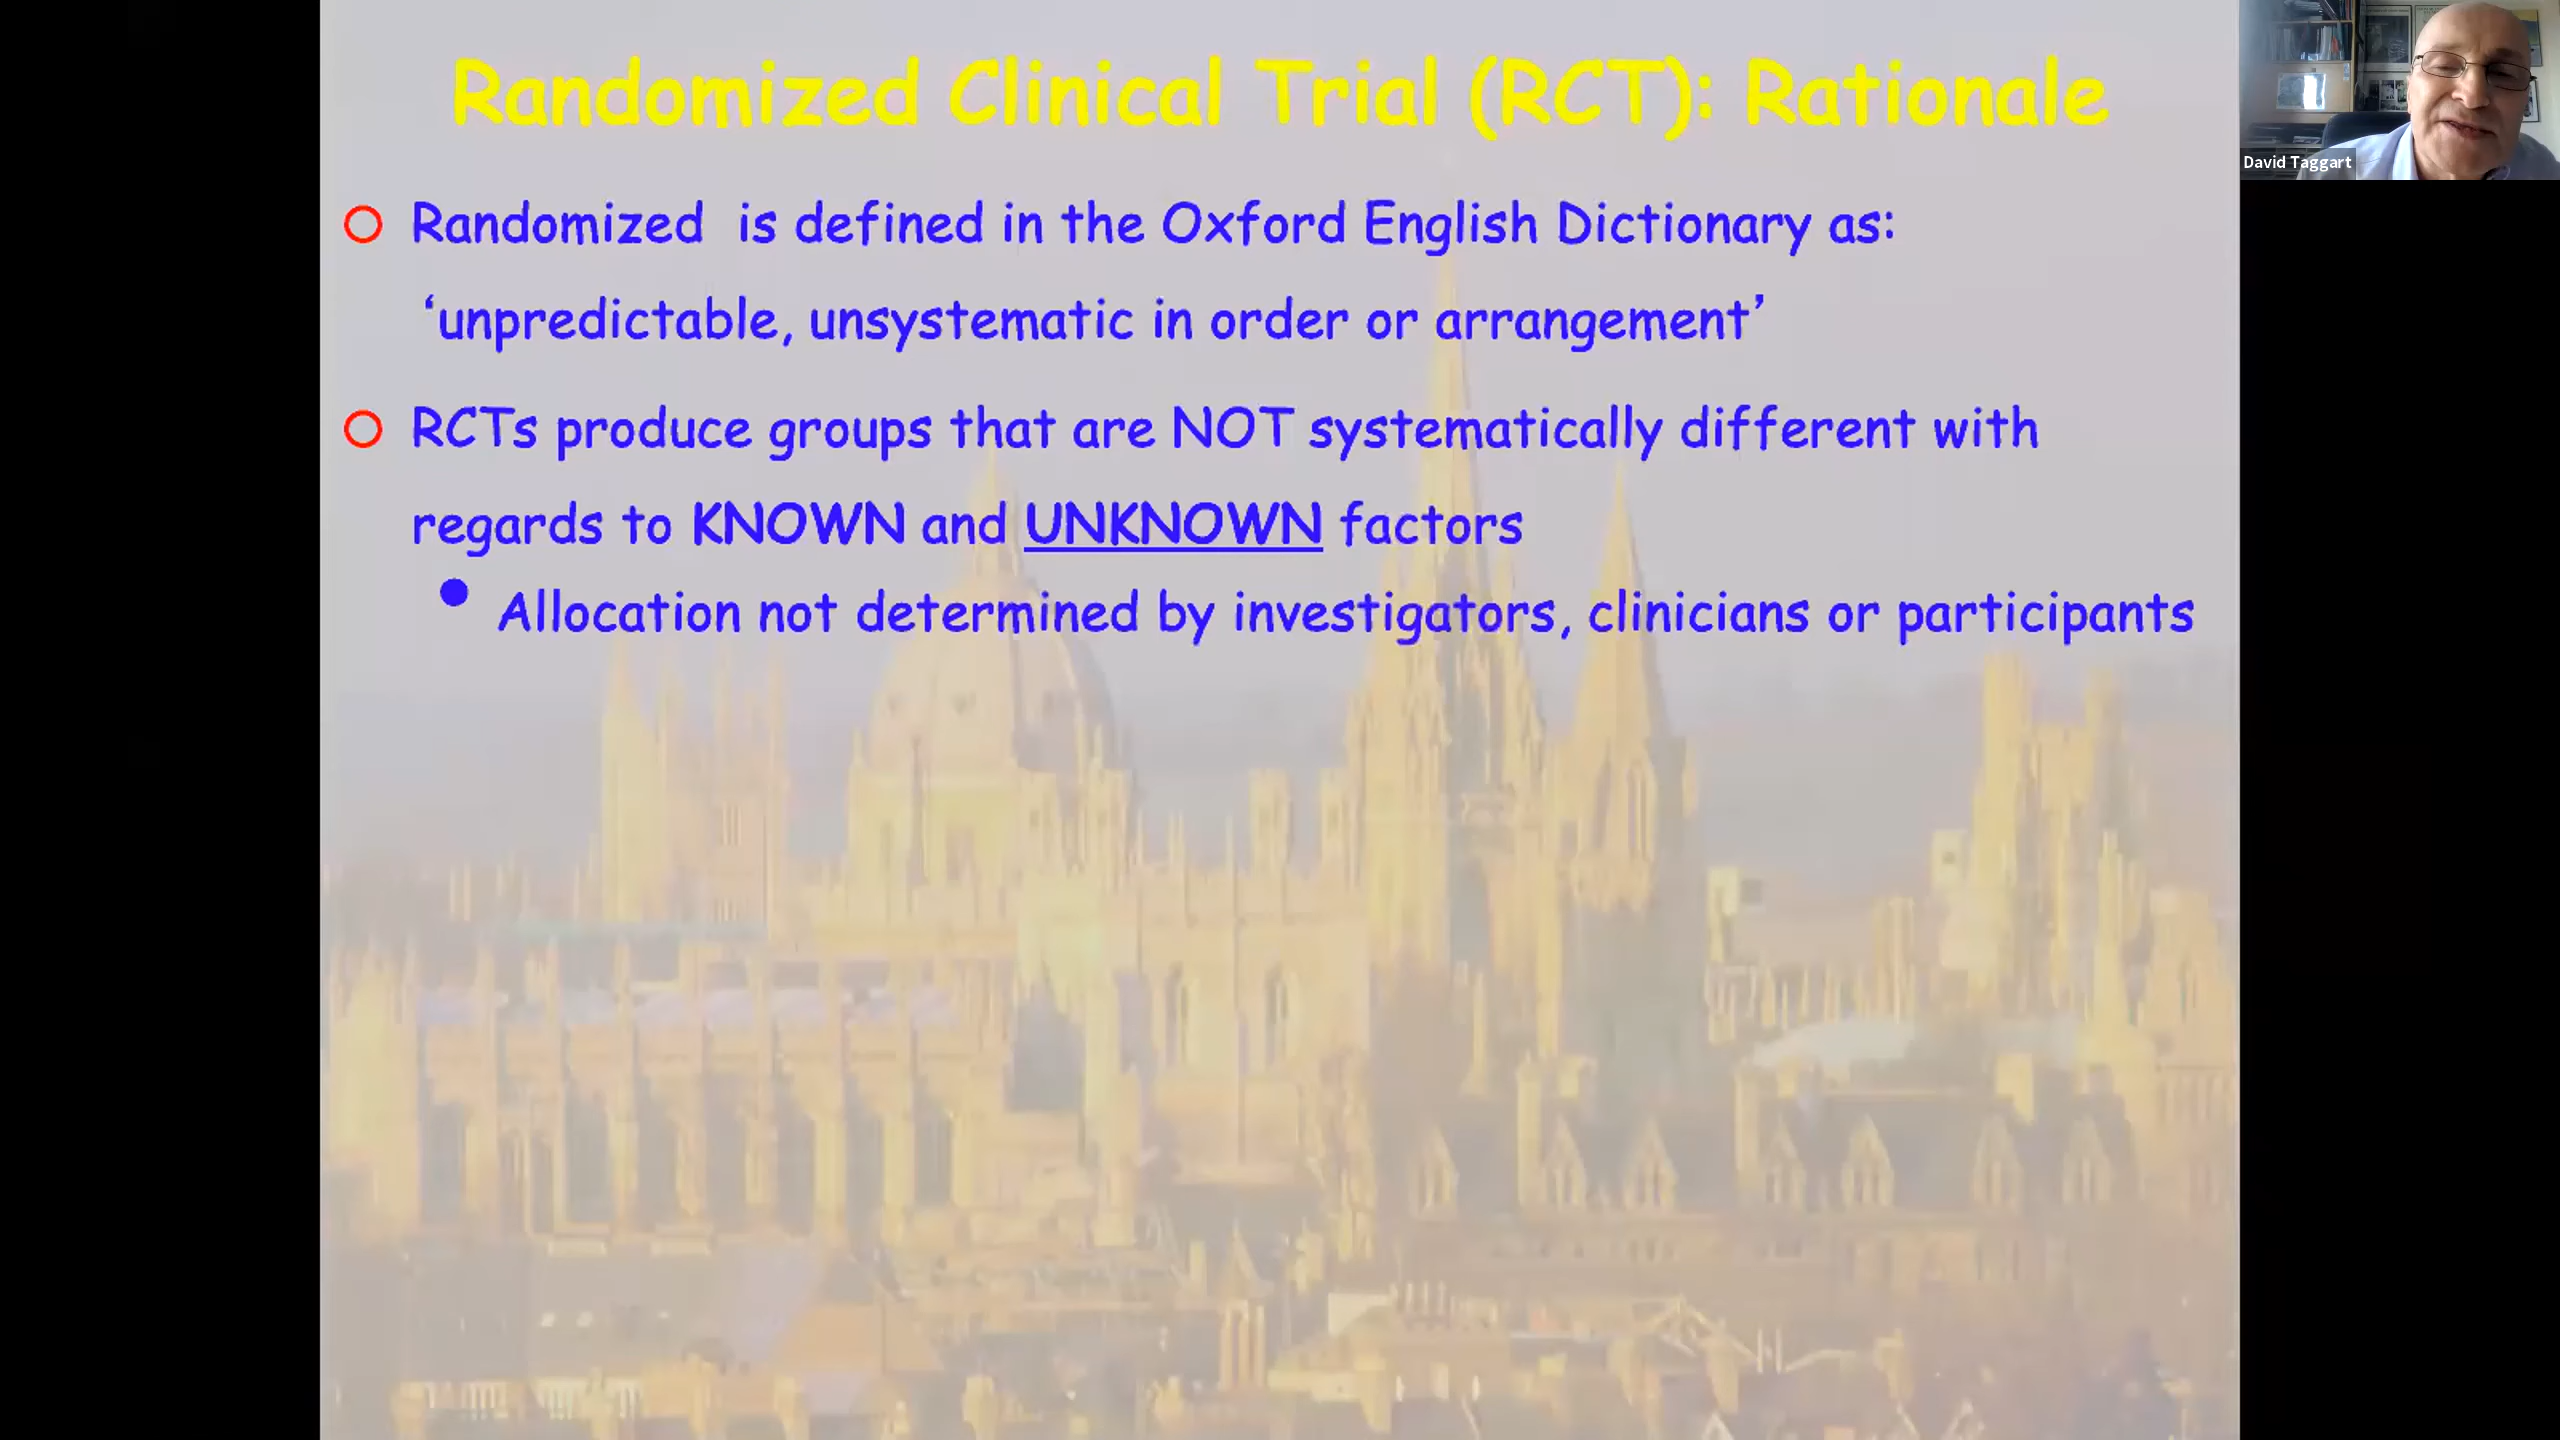 Randomized Clinical Trial (RCT): Rationale
David Taggart
Randomized is defined in the Oxford English Dictionary as:
‘unpredictable, unsystematic in order or arrangement’
RCTs produce groups that are NOT systematically different with
regards to KNOWN and UNKNOWN factors
Allocation not determined by investigators, clinicians or participants